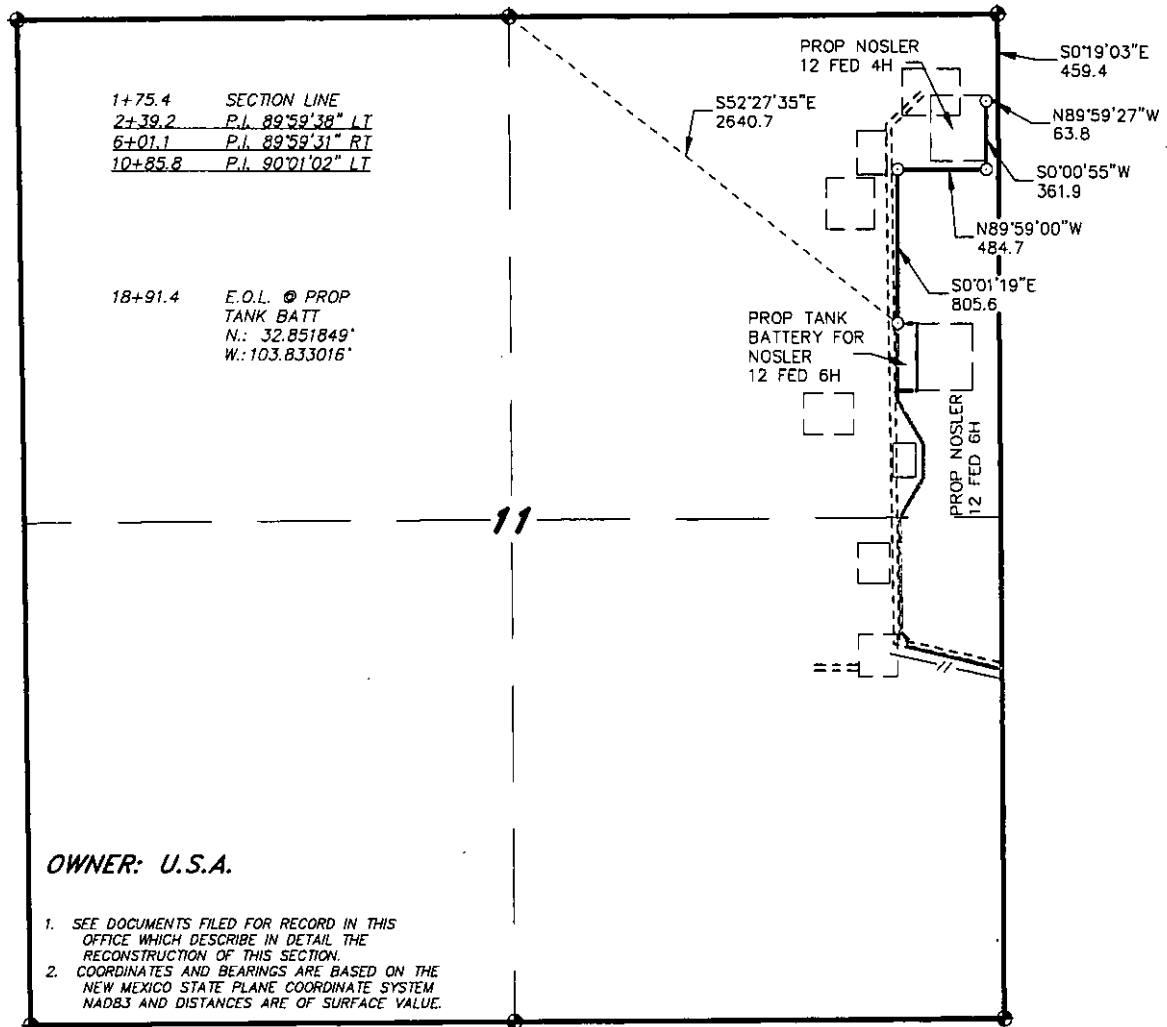 1+75.4 SECTION LINE
2+39.2 P.I. 89°59'38" LT
6+01.1 P.I. 89°59'31" RT
10+85.8 P.I. 90°01'02" LT
18+91.4 E.O.L. @ PROP
TANK BATT
N.: 32.851849°
W.: 103.833016°
S52°27'35"E
2640.7
PROP NOSLER
12 FED 4H
S0°19'03"E
459.4
N89°59'27"W
63.8
S0°00'55"W
361.9
N89°59'00"W
484.7
S0°01'19"E
805.6
PROP TANK
BATTERY FOR
NOSLER
12 FED 6H
PROP NOSLER
12 FED 6H
11
OWNER: U.S.A.
1. SEE DOCUMENTS FILED FOR RECORD IN THIS
OFFICE WHICH DESCRIBE IN DETAIL THE
RECONSTRUCTION OF THIS SECTION.
2. COORDINATES AND BEARINGS ARE BASED ON THE
NEW MEXICO STATE PLANE COORDINATE SYSTEM
NAD83 AND DISTANCES ARE OF SURFACE VALUE.